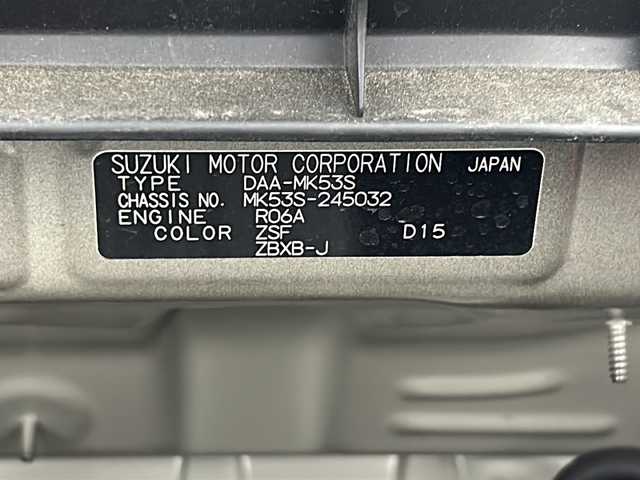 SUZUKI MOTOR CORPORATION JAPAN
TYPE DAA-MK53S
CHASSIS NO. MK53S-245032
ENGINE R06A
COLOR ZSF D15
ZBXB-J